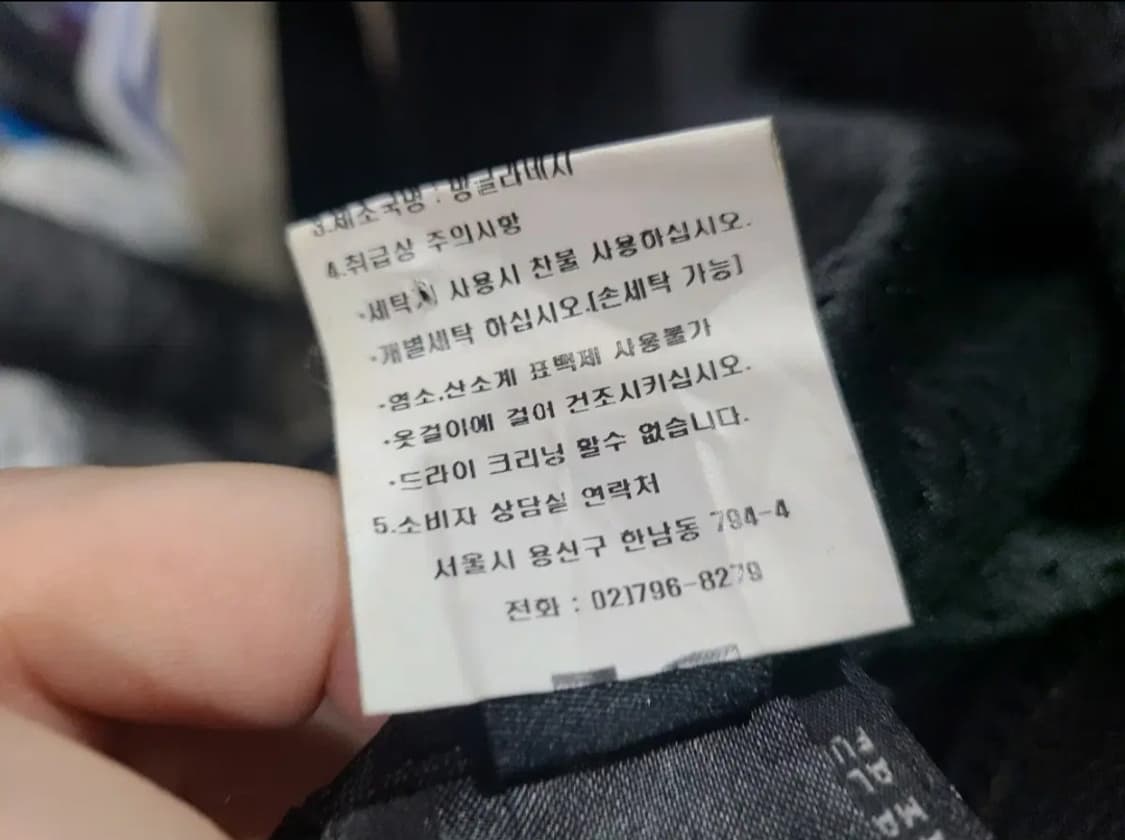 3.제조국명 : 방글라데시
4.취급상 주의사항
·세탁시 사용시 찬물 사용하십시오.
·개별세탁 하십시오.[손세탁 가능]
·염소.산소계 표백제 사용불가
·옷걸이에 걸어 건조시키십시오.
·드라이 크리닝 할수 없습니다.
5.소비자 상담실 연락처
서울시 용신구 한남동 794-4
전화 : 02)796-8279